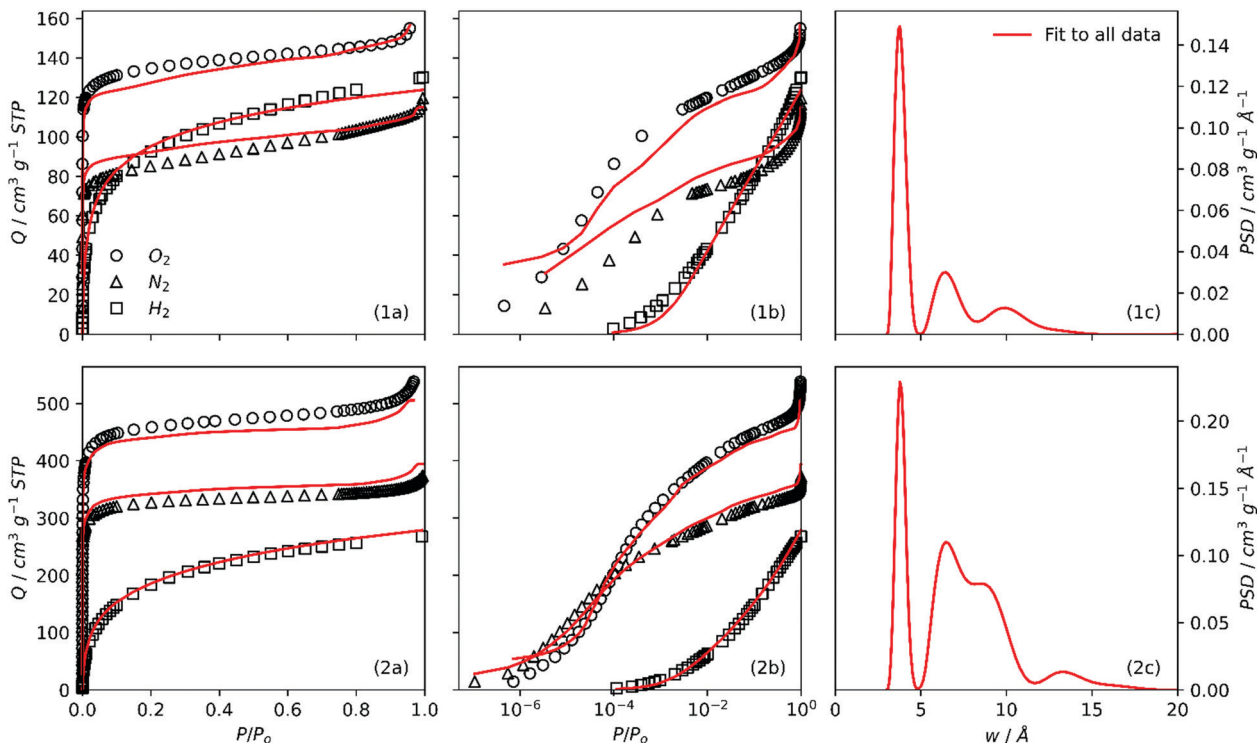 160
140
120
100
80
60
40
20
0
Q / cm³ g⁻¹ STP
O₂
N₂
H₂
(1a)
(1b)
Fit to all data
(1c)
0.14
0.12
0.10
0.08
0.06
0.04
0.02
0.00
PSD / cm³ g⁻¹ Å⁻¹
500
400
300
200
100
0
Q / cm³ g⁻¹ STP
(2a)
0.0 0.2 0.4 0.6 0.8 1.0
P/Pₒ
(2b)
10⁻⁶ 10⁻⁴ 10⁻² 10⁰
P/Pₒ
(2c)
0 5 10 15 20
w / Å
0.20
0.15
0.10
0.05
0.00
PSD / cm³ g⁻¹ Å⁻¹